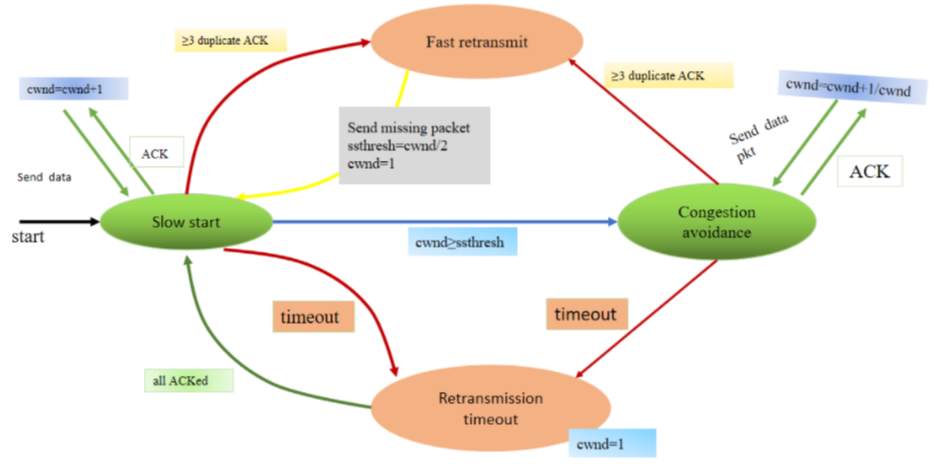 ≥3 duplicate ACK
Fast retransmit
≥3 duplicate ACK
cwnd=cwnd+1
cwnd=cwnd+1/cwnd
Send missing packet
ssthresh=cwnd/2
cwnd=1
Send data
pkt
ACK
ACK
Send data
Slow start
Congestion
avoidance
start
cwnd≥ssthresh
timeout
timeout
all ACKed
Retransmission
timeout
cwnd=1